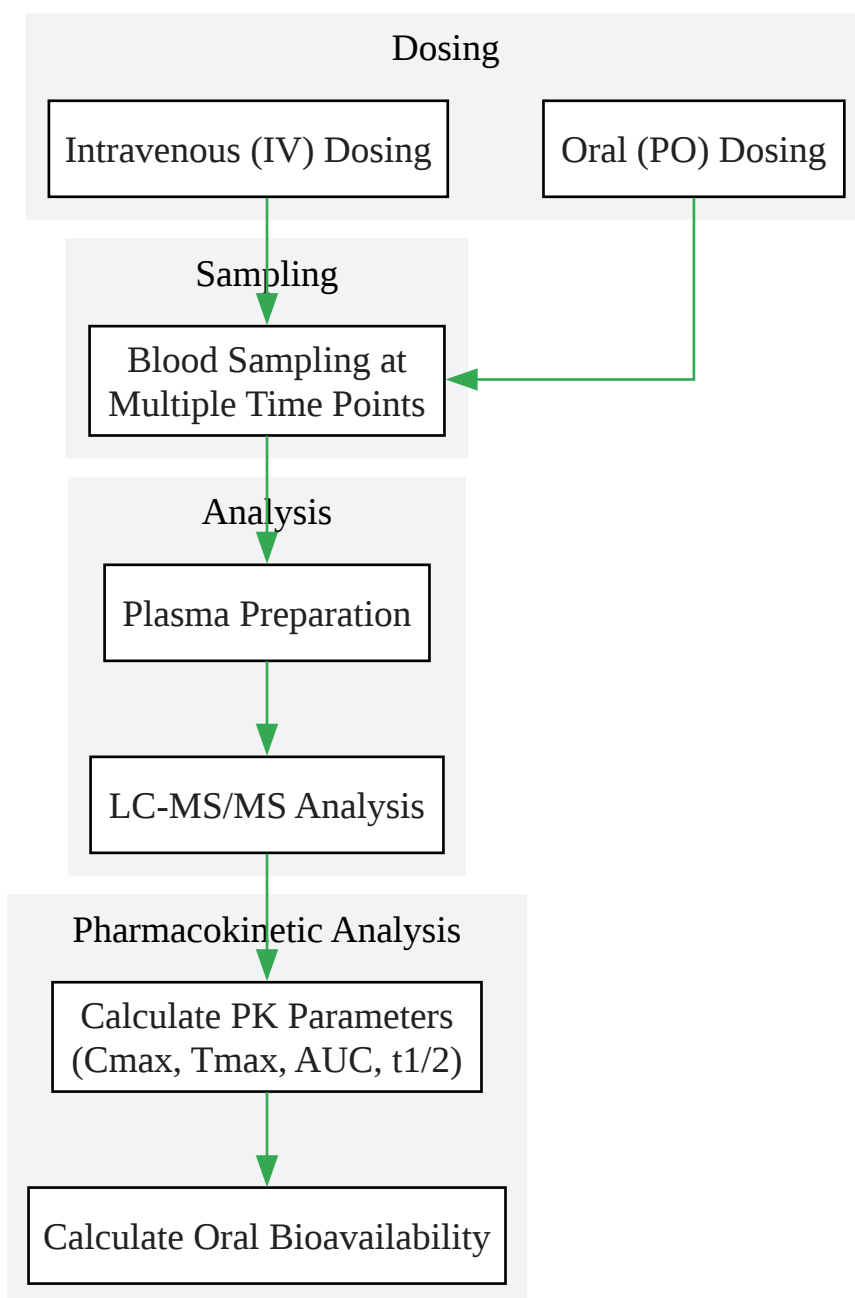 Dosing
Intravenous (IV) Dosing
Oral (PO) Dosing
Sampling
Blood Sampling at
Multiple Time Points
Analysis
Plasma Preparation
LC-MS/MS Analysis
Pharmacokinetic Analysis
Calculate PK Parameters
(Cmax, Tmax, AUC, t1/2)
Calculate Oral Bioavailability